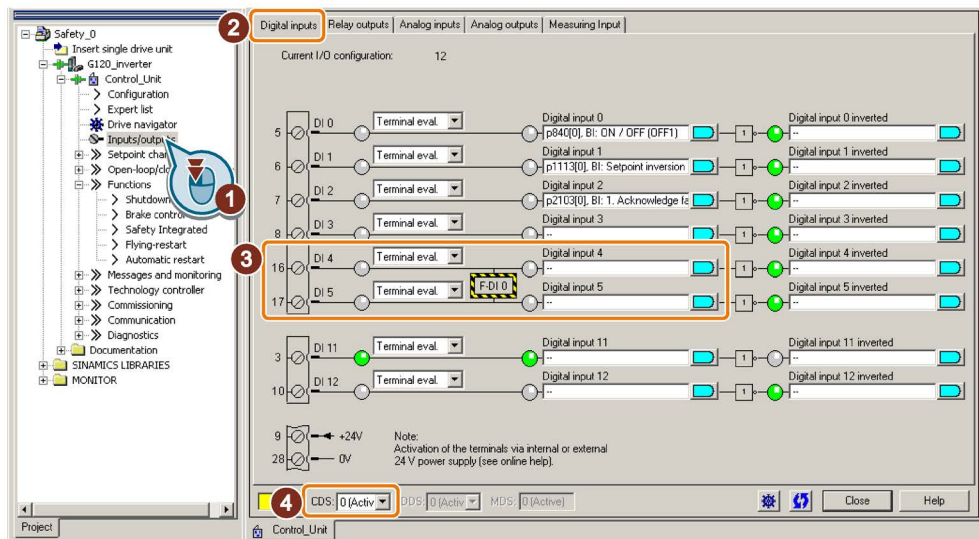 Safety_0
Insert single drive unit
G120_inverter
Control_Unit
Configuration
Expert list
Drive navigator
Inputs/outputs
Setpoint chan
Open-loop/clo
Functions
Shutdown
Brake control
Safety Integrated
Flying-restart
Automatic restart
Messages and monitoring
Technology controller
Commissioning
Communication
Diagnostics
Documentation
SINAMICS LIBRARIES
MONITOR
Project
1
2
Digital inputs
Relay outputs
Analog inputs
Analog outputs
Measuring Input
Current I/O configuration: 12
Digital input 0
Digital input 0 inverted
5 DI 0 Terminal eval. p840[0], BI: ON / OFF (OFF1) 1 --
Digital input 1
Digital input 1 inverted
6 DI 1 Terminal eval. p1113[0], BI: Setpoint inversion 1 --
Digital input 2
Digital input 2 inverted
7 DI 2 Terminal eval. p2103[0], BI: 1. Acknowledge fa 1 --
Digital input 3
Digital input 3 inverted
8 DI 3 Terminal eval. -- 1 --
3
Digital input 4
Digital input 4 inverted
16 DI 4 Terminal eval. -- 1 --
F-DI 0
Digital input 5
Digital input 5 inverted
17 DI 5 Terminal eval. -- 1 --
Digital input 11
Digital input 11 inverted
3 DI 11 Terminal eval. -- 1 --
Digital input 12
Digital input 12 inverted
10 DI 12 Terminal eval. -- 1 --
9 +24V
28 0V
Note:
Activation of the terminals via internal or external
24 V power supply (see online help).
4
CDS: 0 (Activ
DDS: 0 (Activ
MDS: 0 (Active)
Close
Help
Control_Unit